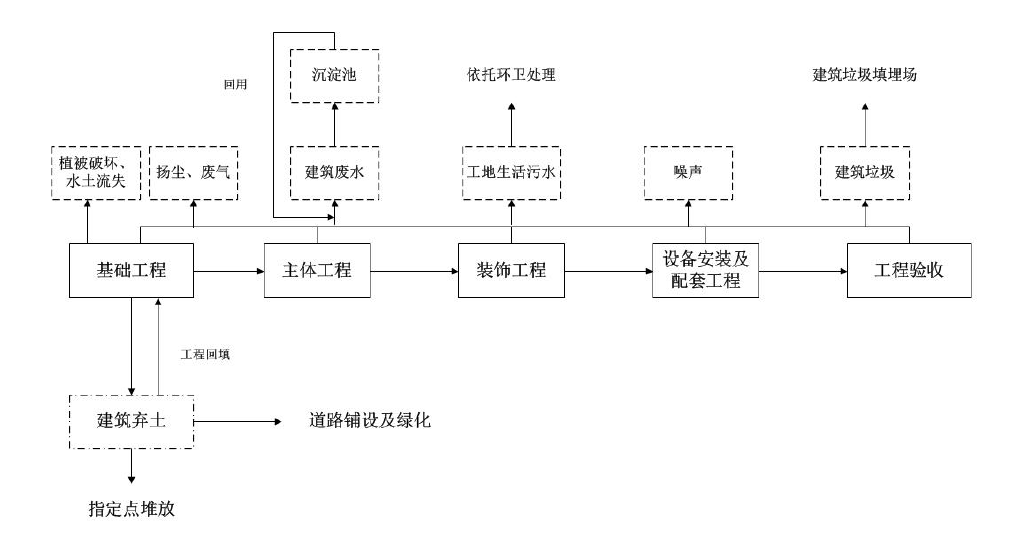 沉淀池
依托环卫处理
建筑垃圾填埋场
回用
植被破坏、
水土流失
扬尘、废气
建筑废水
工地生活污水
噪声
建筑垃圾
基础工程
主体工程
装饰工程
设备安装及
配套工程
工程验收
工程回填
建筑弃土
道路铺设及绿化
指定点堆放